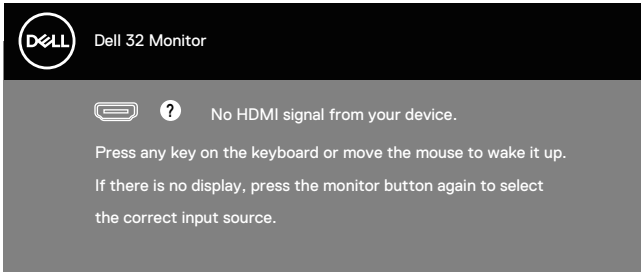 DELL
Dell 32 Monitor
? No HDMI signal from your device.
Press any key on the keyboard or move the mouse to wake it up.
If there is no display, press the monitor button again to select
the correct input source.